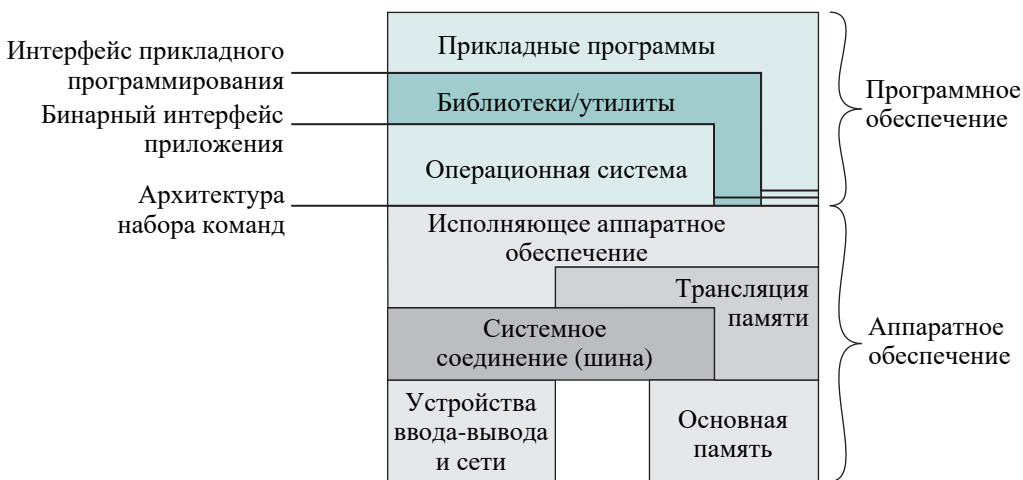 Интерфейс прикладного
программирования
Бинарный интерфейс
приложения
Архитектура
набора команд
Прикладные программы
Библиотеки/утилиты
Операционная система
Исполняющее аппаратное
обеспечение
Трансляция
памяти
Системное
соединение (шина)
Устройства
ввода-вывода
и сети
Основная
память
Программное
обеспечение
Аппаратное
обеспечение